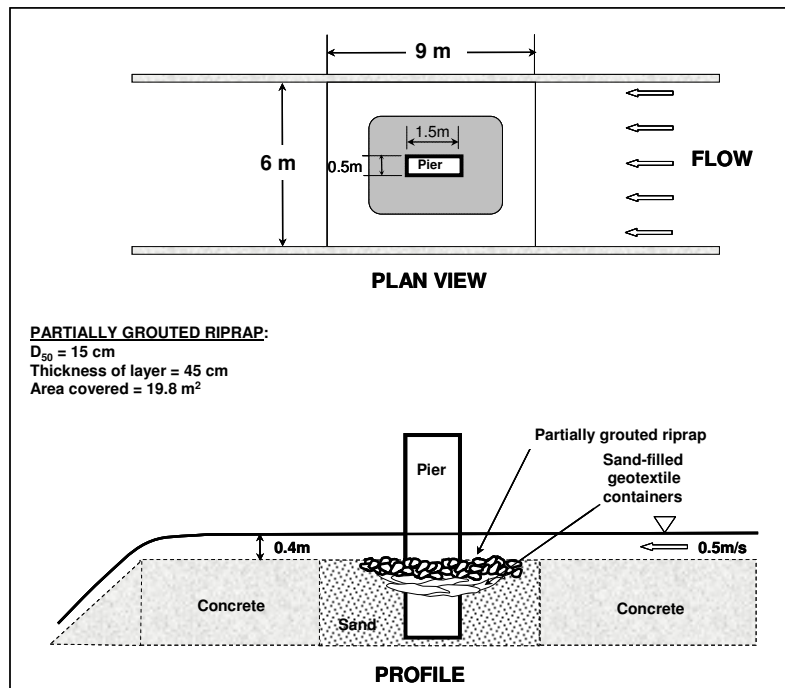 9 m
1.5m
6 m
0.5m
Pier
FLOW
PLAN VIEW
PARTIALLY GROUTED RIPRAP:
D₅₀ = 15 cm
Thickness of layer = 45 cm
Area covered = 19.8 m²
Partially grouted riprap
Sand-filled
geotextile
containers
Pier
0.4m
0.5m/s
Concrete
Sand
Concrete
PROFILE